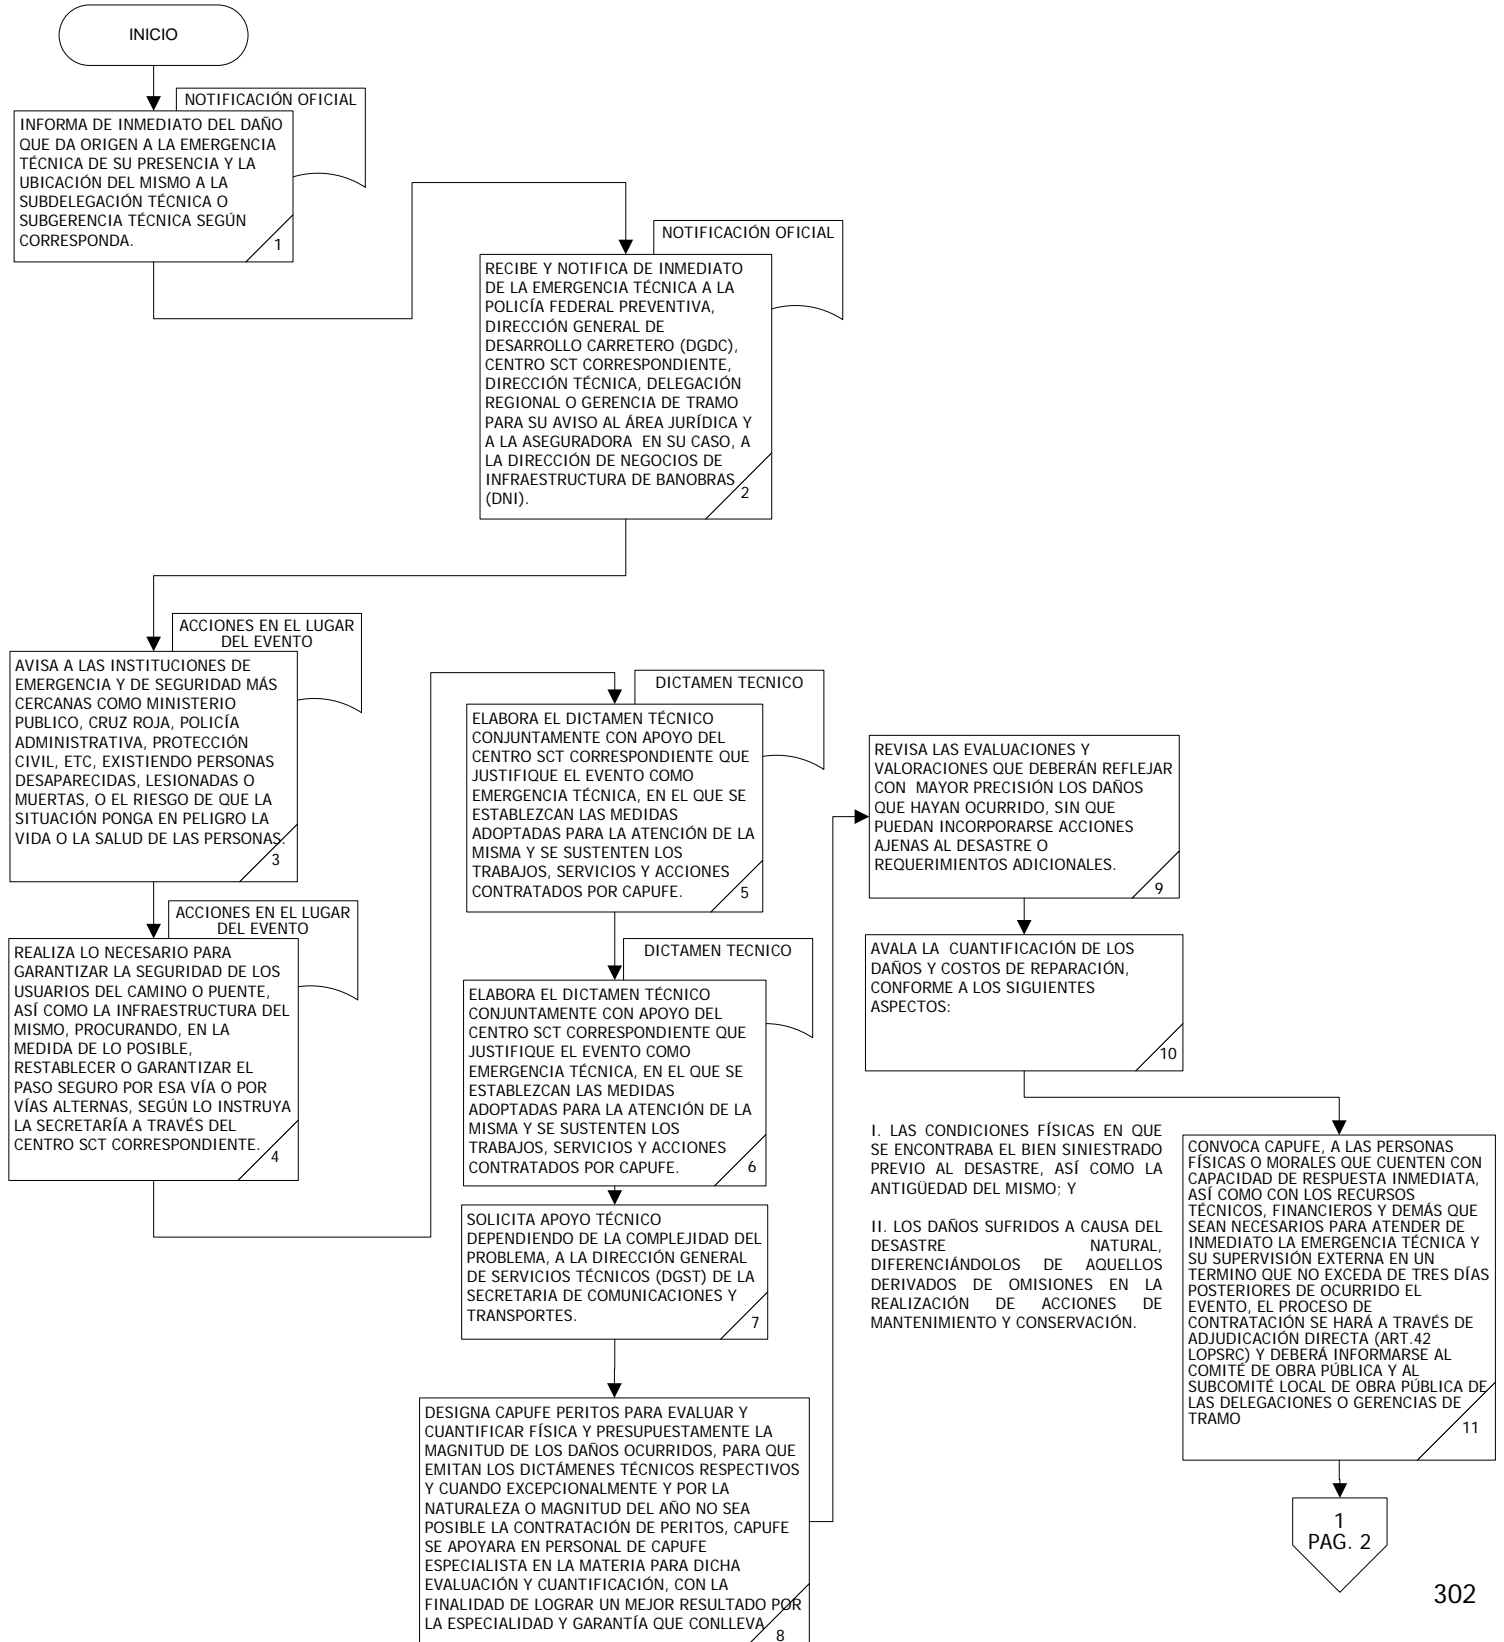 INICIO
NOTIFICACIÓN OFICIAL
INFORMA DE INMEDIATO DEL DAÑO
QUE DA ORIGEN A LA EMERGENCIA
TÉCNICA DE SU PRESENCIA Y LA
UBICACIÓN DEL MISMO A LA
SUBDELEGACIÓN TÉCNICA O
SUBGERENCIA TÉCNICA SEGÚN
CORRESPONDA.
1
NOTIFICACIÓN OFICIAL
RECIBE Y NOTIFICA DE INMEDIATO
DE LA EMERGENCIA TÉCNICA A LA
POLICÍA FEDERAL PREVENTIVA,
DIRECCIÓN GENERAL DE
DESARROLLO CARRETERO (DGDC),
CENTRO SCT CORRESPONDIENTE,
DIRECCIÓN TÉCNICA, DELEGACIÓN
REGIONAL O GERENCIA DE TRAMO
PARA SU AVISO AL ÁREA JURÍDICA Y
A LA ASEGURADORA EN SU CASO, A
LA DIRECCIÓN DE NEGOCIOS DE
INFRAESTRUCTURA DE BANOBRAS
(DNI).
2
ACCIONES EN EL LUGAR
DEL EVENTO
AVISA A LAS INSTITUCIONES DE
EMERGENCIA Y DE SEGURIDAD MÁS
CERCANAS COMO MINISTERIO
PUBLICO, CRUZ ROJA, POLICÍA
ADMINISTRATIVA, PROTECCIÓN
CIVIL, ETC, EXISTIENDO PERSONAS
DESAPARECIDAS, LESIONADAS O
MUERTAS, O EL RIESGO DE QUE LA
SITUACIÓN PONGA EN PELIGRO LA
VIDA O LA SALUD DE LAS PERSONAS.
3
ACCIONES EN EL LUGAR
DEL EVENTO
REALIZA LO NECESARIO PARA
GARANTIZAR LA SEGURIDAD DE LOS
USUARIOS DEL CAMINO O PUENTE,
ASÍ COMO LA INFRAESTRUCTURA DEL
MISMO, PROCURANDO, EN LA
MEDIDA DE LO POSIBLE,
RESTABLECER O GARANTIZAR EL
PASO SEGURO POR ESA VÍA O POR
VÍAS ALTERNAS, SEGÚN LO INSTRUYA
LA SECRETARÍA A TRAVÉS DEL
CENTRO SCT CORRESPONDIENTE.
4
DICTAMEN TECNICO
ELABORA EL DICTAMEN TÉCNICO
CONJUNTAMENTE CON APOYO DEL
CENTRO SCT CORRESPONDIENTE QUE
JUSTIFIQUE EL EVENTO COMO
EMERGENCIA TÉCNICA, EN EL QUE SE
ESTABLEZCAN LAS MEDIDAS
ADOPTADAS PARA LA ATENCIÓN DE LA
MISMA Y SE SUSTENTEN LOS
TRABAJOS, SERVICIOS Y ACCIONES
CONTRATADOS POR CAPUFE.
5
DICTAMEN TECNICO
ELABORA EL DICTAMEN TÉCNICO
CONJUNTAMENTE CON APOYO DEL
CENTRO SCT CORRESPONDIENTE QUE
JUSTIFIQUE EL EVENTO COMO
EMERGENCIA TÉCNICA, EN EL QUE SE
ESTABLEZCAN LAS MEDIDAS
ADOPTADAS PARA LA ATENCIÓN DE LA
MISMA Y SE SUSTENTEN LOS
TRABAJOS, SERVICIOS Y ACCIONES
CONTRATADOS POR CAPUFE.
6
SOLICITA APOYO TÉCNICO
DEPENDIENDO DE LA COMPLEJIDAD DEL
PROBLEMA, A LA DIRECCIÓN GENERAL
DE SERVICIOS TÉCNICOS (DGST) DE LA
SECRETARIA DE COMUNICACIONES Y
TRANSPORTES.
7
DESIGNA CAPUFE PERITOS PARA EVALUAR Y
CUANTIFICAR FÍSICA Y PRESUPUESTAMENTE LA
MAGNITUD DE LOS DAÑOS OCURRIDOS, PARA QUE
EMITAN LOS DICTÁMENES TÉCNICOS RESPECTIVOS
Y CUANDO EXCEPCIONALMENTE Y POR LA
NATURALEZA O MAGNITUD DEL AÑO NO SEA
POSIBLE LA CONTRATACIÓN DE PERITOS, CAPUFE
SE APOYARA EN PERSONAL DE CAPUFE
ESPECIALISTA EN LA MATERIA PARA DICHA
EVALUACIÓN Y CUANTIFICACIÓN, CON LA
FINALIDAD DE LOGRAR UN MEJOR RESULTADO POR
LA ESPECIALIDAD Y GARANTÍA QUE CONLLEVA
8
REVISA LAS EVALUACIONES Y
VALORACIONES QUE DEBERÁN REFLEJAR
CON MAYOR PRECISIÓN LOS DAÑOS
QUE HAYAN OCURRIDO, SIN QUE
PUEDAN INCORPORARSE ACCIONES
AJENAS AL DESASTRE O
REQUERIMIENTOS ADICIONALES.
9
AVALA LA CUANTIFICACIÓN DE LOS
DAÑOS Y COSTOS DE REPARACIÓN,
CONFORME A LOS SIGUIENTES
ASPECTOS:
10
I. LAS CONDICIONES FÍSICAS EN QUE
SE ENCONTRABA EL BIEN SINIESTRADO
PREVIO AL DESASTRE, ASÍ COMO LA
ANTIGÜEDAD DEL MISMO; Y
II. LOS DAÑOS SUFRIDOS A CAUSA DEL
DESASTRE NATURAL,
DIFERENCIÁNDOLOS DE AQUELLOS
DERIVADOS DE OMISIONES EN LA
REALIZACIÓN DE ACCIONES DE
MANTENIMIENTO Y CONSERVACIÓN.
CONVOCA CAPUFE, A LAS PERSONAS
FÍSICAS O MORALES QUE CUENTEN CON
CAPACIDAD DE RESPUESTA INMEDIATA,
ASÍ COMO CON LOS RECURSOS
TÉCNICOS, FINANCIEROS Y DEMÁS QUE
SEAN NECESARIOS PARA ATENDER DE
INMEDIATO LA EMERGENCIA TÉCNICA Y
SU SUPERVISIÓN EXTERNA EN UN
TERMINO QUE NO EXCEDA DE TRES DÍAS
POSTERIORES DE OCURRIDO EL
EVENTO, EL PROCESO DE
CONTRATACIÓN SE HARÁ A TRAVÉS DE
ADJUDICACIÓN DIRECTA (ART.42
LOPSRC) Y DEBERÁ INFORMARSE AL
COMITÉ DE OBRA PÚBLICA Y AL
SUBCOMITÉ LOCAL DE OBRA PÚBLICA DE
LAS DELEGACIONES O GERENCIAS DE
TRAMO
11
1
PAG. 2
302